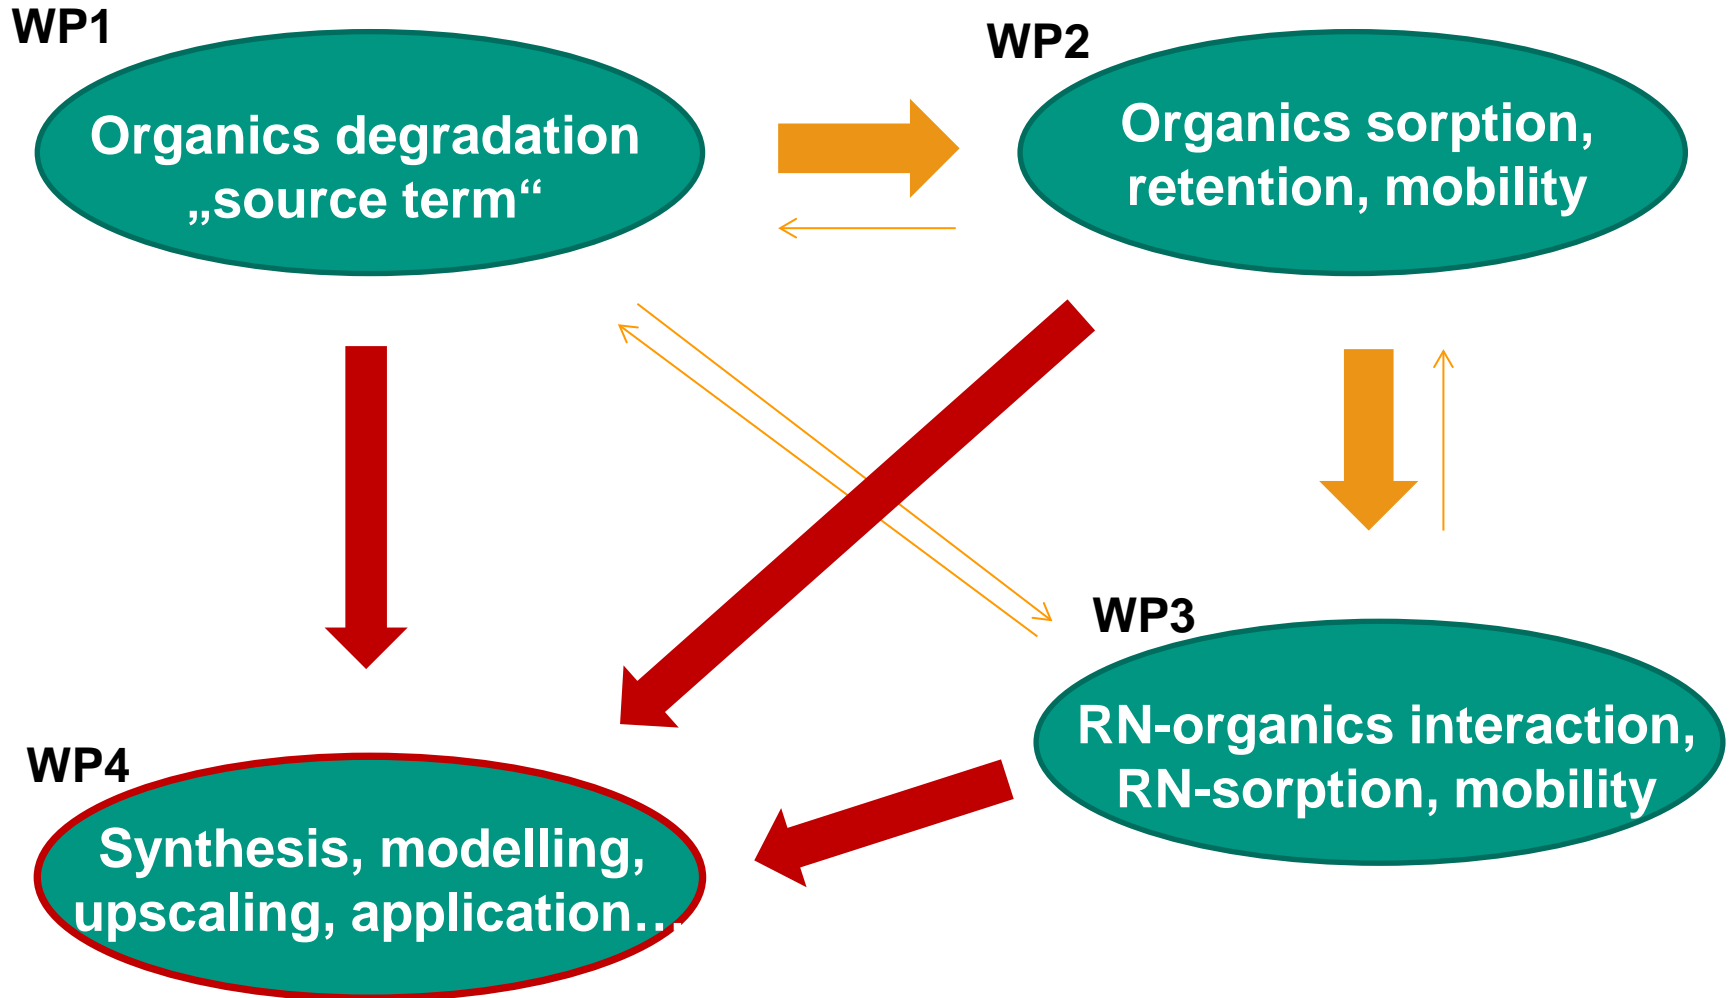 WP1
Organics degradation
„source term“
WP2
Organics sorption,
retention, mobility
WP3
RN-organics interaction,
RN-sorption, mobility
WP4
Synthesis, modelling,
upscaling, application…